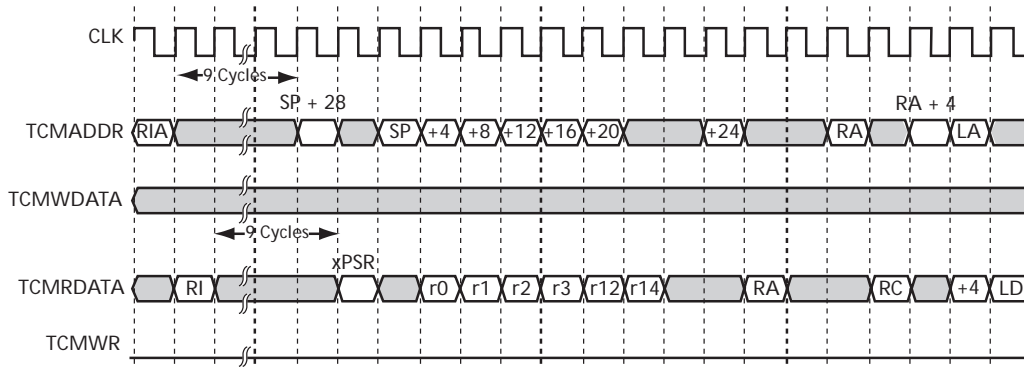 CLK
9 Cycles
SP + 28
RA + 4
TCMADDR RIA SP +4 +8 +12 +16 +20 +24 RA LA
TCMWDATA
9 Cycles
xPSR
TCMRDATA RI r0 r1 r2 r3 r12 r14 RA RC +4 LD
TCMWR